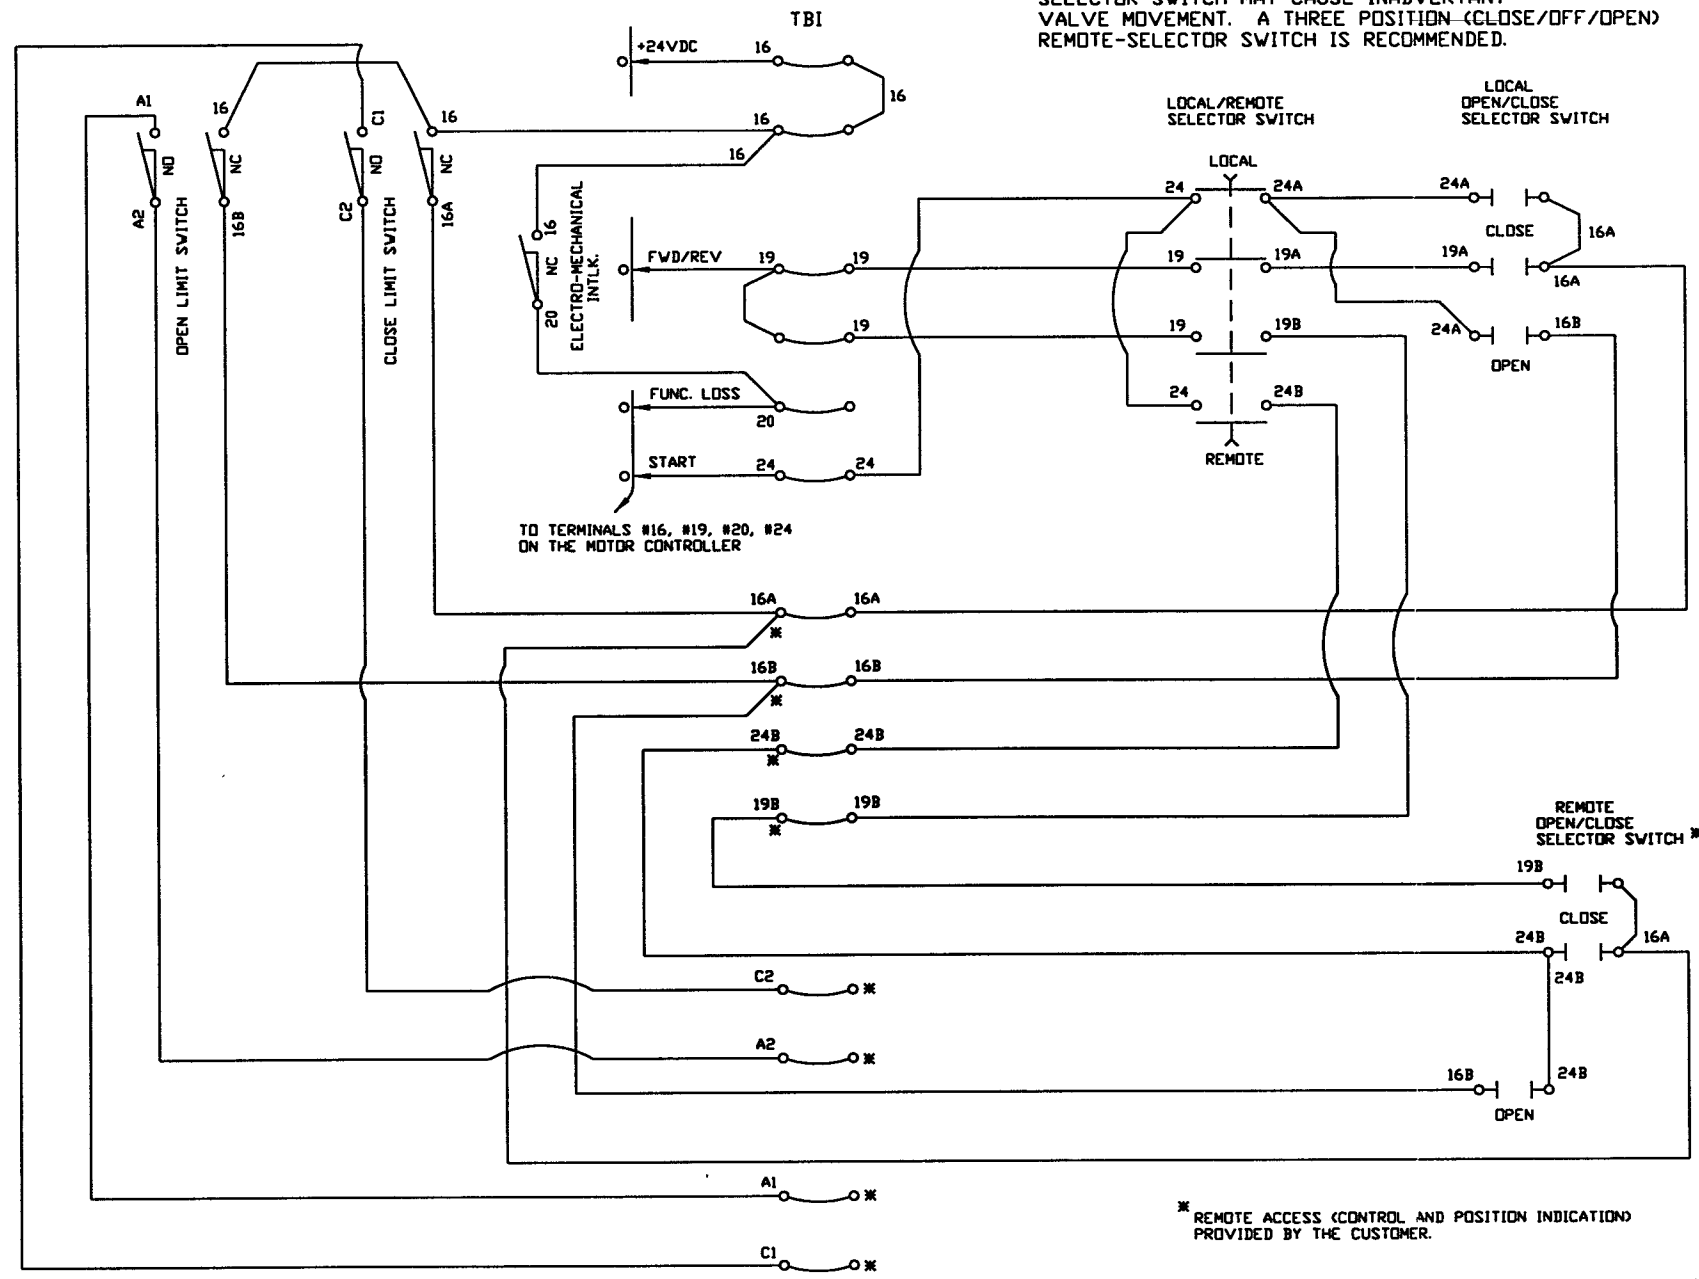 SELECTOR SWITCH MAY CAUSE INADVERTANT
VALVE MOVEMENT. A THREE POSITION (CLOSE/OFF/OPEN)
REMOTE-SELECTOR SWITCH IS RECOMMENDED.
TB1
+24VDC
16
16
16
16
LOCAL/REMOTE
SELECTOR SWITCH
LOCAL
OPEN/CLOSE
SELECTOR SWITCH
A1
16
C1
16
NO
NC
NO
NC
A2
16B
C2
16A
OPEN LIMIT SWITCH
CLOSE LIMIT SWITCH
16
NC
20
ELECTRO-MECHANICAL
INTLK.
LOCAL
24
24A
24A
CLOSE
16A
FWD/REV
19
19
19
19A
19A
16A
19
19
19B
24A
16B
OPEN
FUNC. LOSS
20
24
24B
START
24
24
REMOTE
TO TERMINALS #16, #19, #20, #24
ON THE MOTOR CONTROLLER
16A
16A
*
16B
16B
*
24B
24B
*
19B
19B
*
REMOTE
OPEN/CLOSE
SELECTOR SWITCH *
19B
CLOSE
24B
16A
24B
C2
*
A2
*
16B
24B
OPEN
A1
*
* REMOTE ACCESS (CONTROL AND POSITION INDICATION)
PROVIDED BY THE CUSTOMER.
C1
*